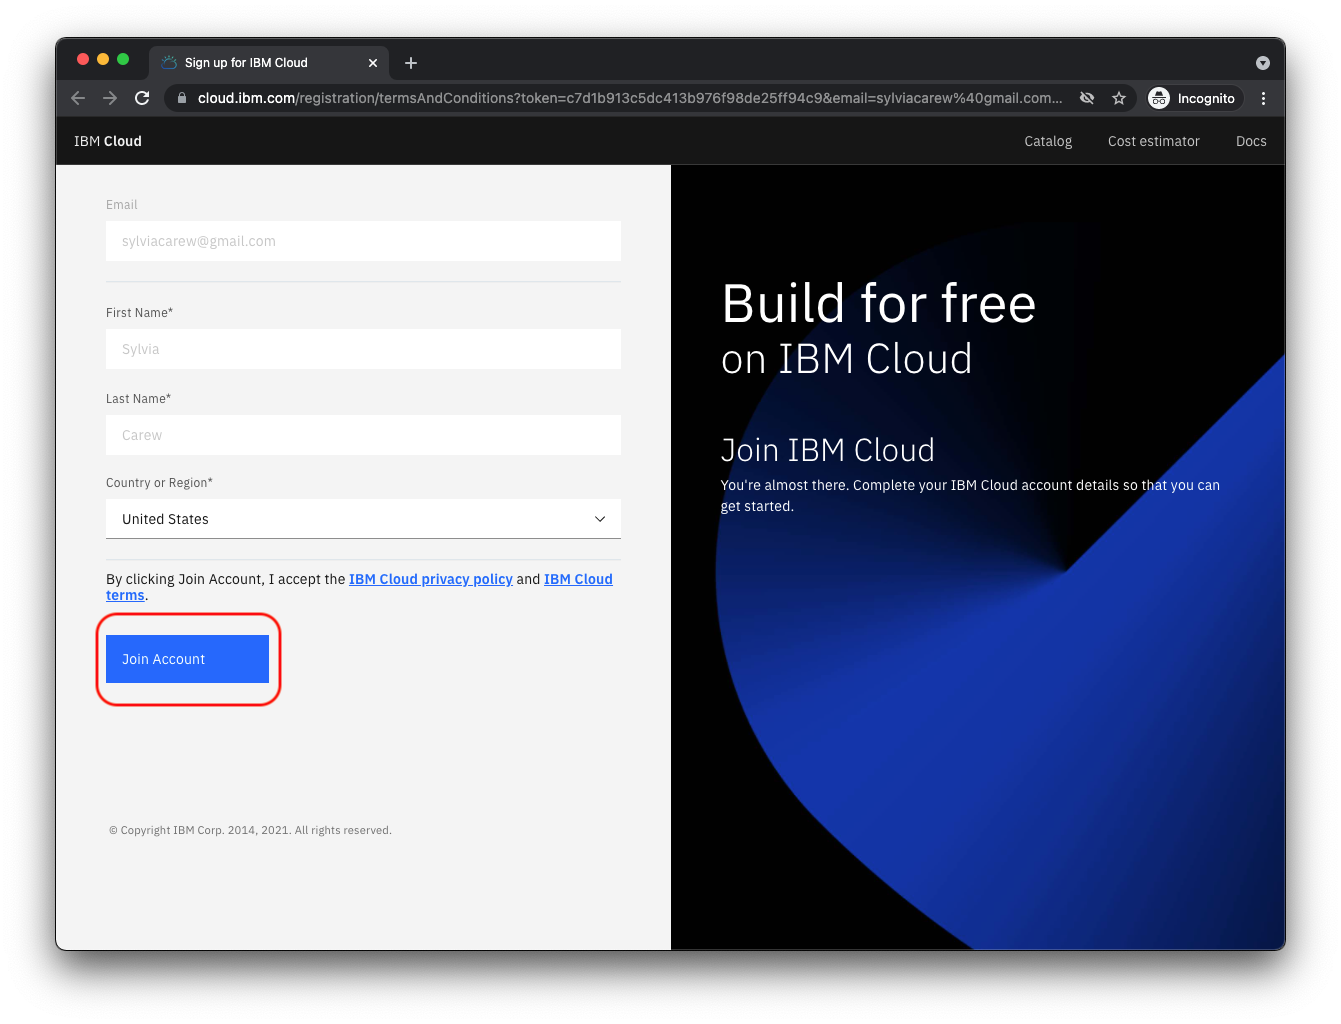 Sign up for IBM Cloud
cloud.ibm.com/registration/termsAndConditions?token=c7d1b913c5dc413b976f98de25ff94c9&email=sylviacarew%40gmail.com...
Incognito
IBM Cloud
Catalog
Cost estimator
Docs
Email
sylviacarew@gmail.com
First Name*
Sylvia
Last Name*
Carew
Country or Region*
United States
By clicking Join Account, I accept the IBM Cloud privacy policy and IBM Cloud
terms.
Join Account
© Copyright IBM Corp. 2014, 2021. All rights reserved.
Build for free
on IBM Cloud
Join IBM Cloud
You're almost there. Complete your IBM Cloud account details so that you can
get started.